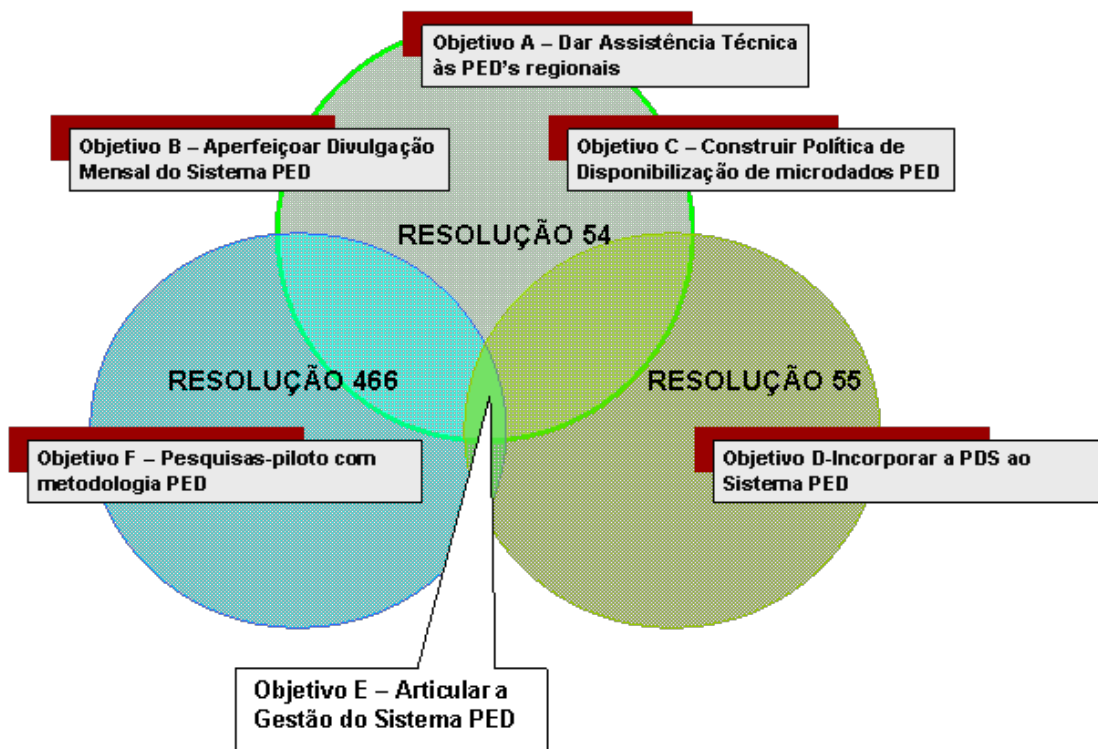 Objetivo A – Dar Assistência Técnica
às PED's regionais
Objetivo B – Aperfeiçoar Divulgação
Mensal do Sistema PED
Objetivo C – Construir Política de
Disponibilização de microdados PED
RESOLUÇÃO 54
RESOLUÇÃO 466
RESOLUÇÃO 55
Objetivo F – Pesquisas-piloto com
metodologia PED
Objetivo D-Incorporar a PDS ao
Sistema PED
Objetivo E – Articular a
Gestão do Sistema PED